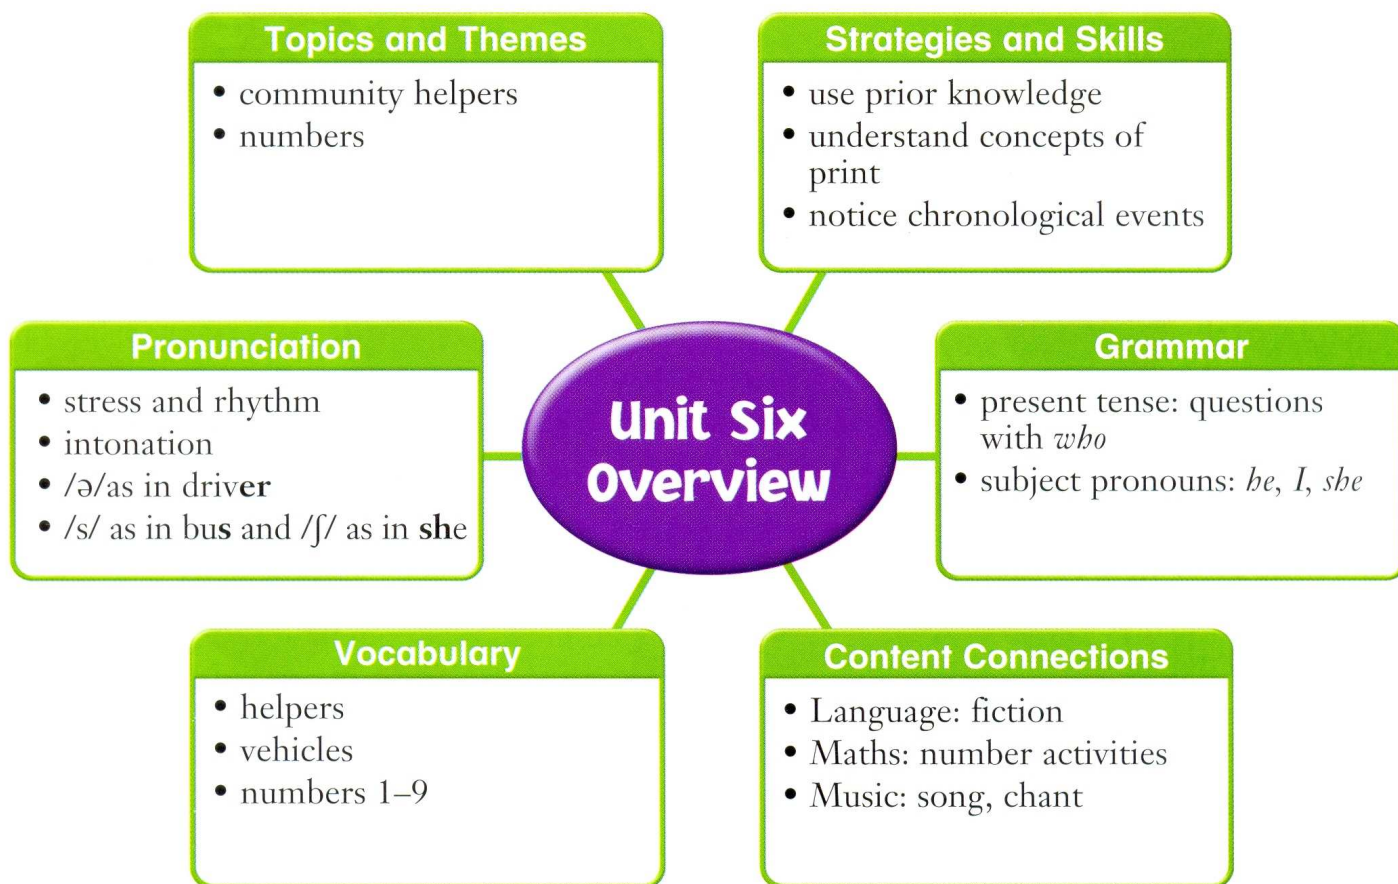 Topics and Themes
• community helpers
• numbers
Strategies and Skills
• use prior knowledge
• understand concepts of
print
• notice chronological events
Pronunciation
• stress and rhythm
• intonation
• /ə/as in driver
• /s/ as in bus and /ʃ/ as in she
Unit Six
Overview
Grammar
• present tense: questions
with who
• subject pronouns: he, I, she
Vocabulary
• helpers
• vehicles
• numbers 1–9
Content Connections
• Language: fiction
• Maths: number activities
• Music: song, chant